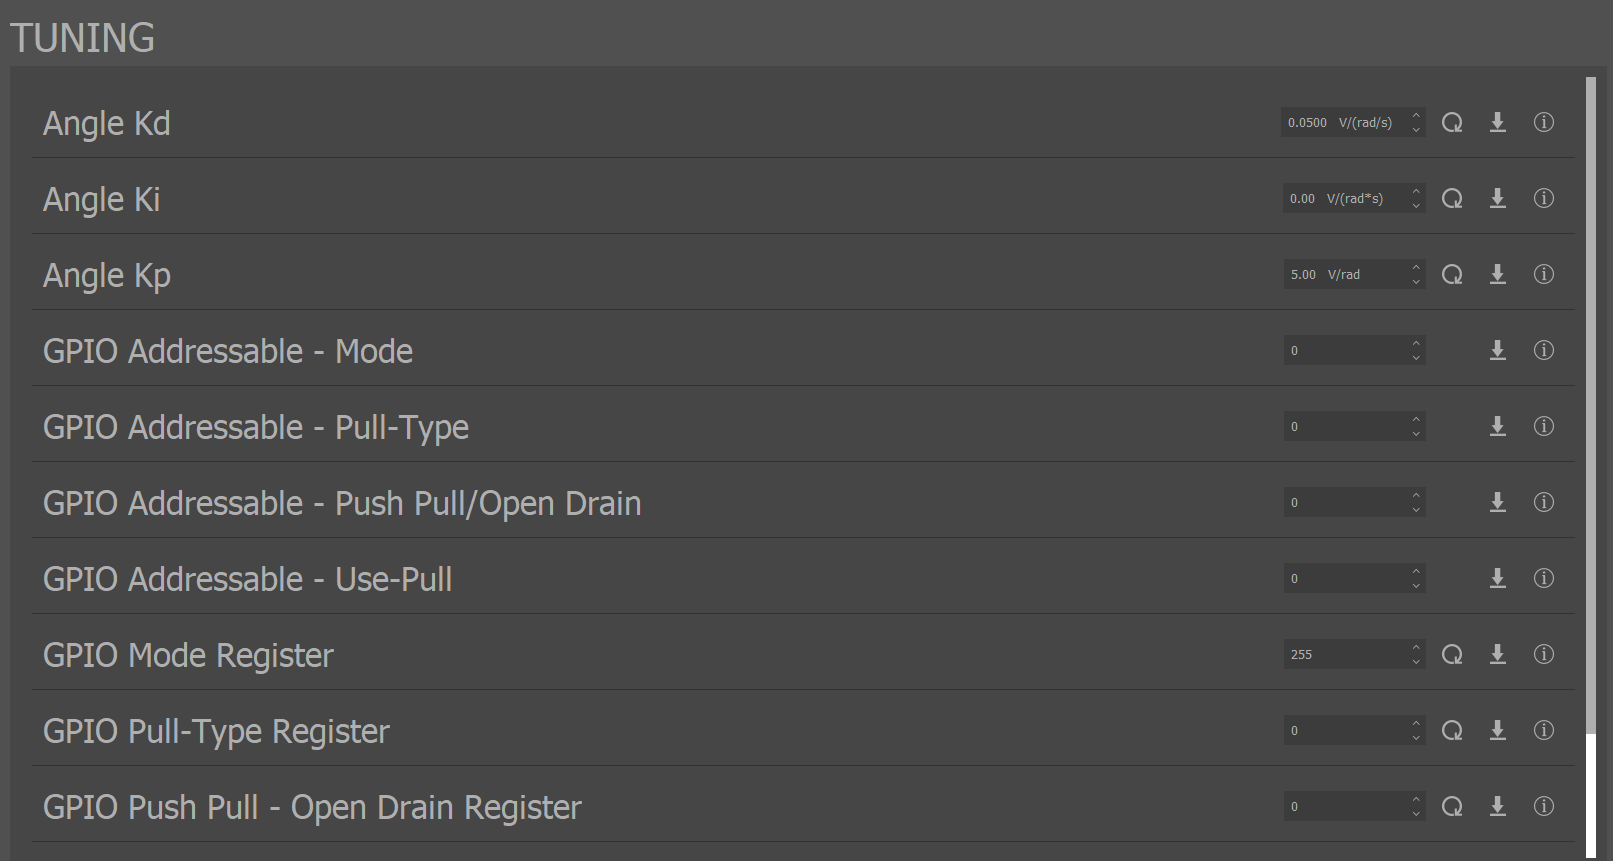 TUNING
Angle Kd 0.0500 V/(rad/s)
Angle Ki 0.00 V/(rad*s)
Angle Kp 5.00 V/rad
GPIO Addressable - Mode 0
GPIO Addressable - Pull-Type 0
GPIO Addressable - Push Pull/Open Drain 0
GPIO Addressable - Use-Pull 0
GPIO Mode Register 255
GPIO Pull-Type Register 0
GPIO Push Pull - Open Drain Register 0